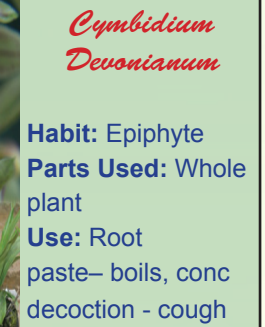 Cymbidium
Devonianum
Habit: Epiphyte
Parts Used: Whole
plant
Use: Root
paste– boils, conc
decoction - cough